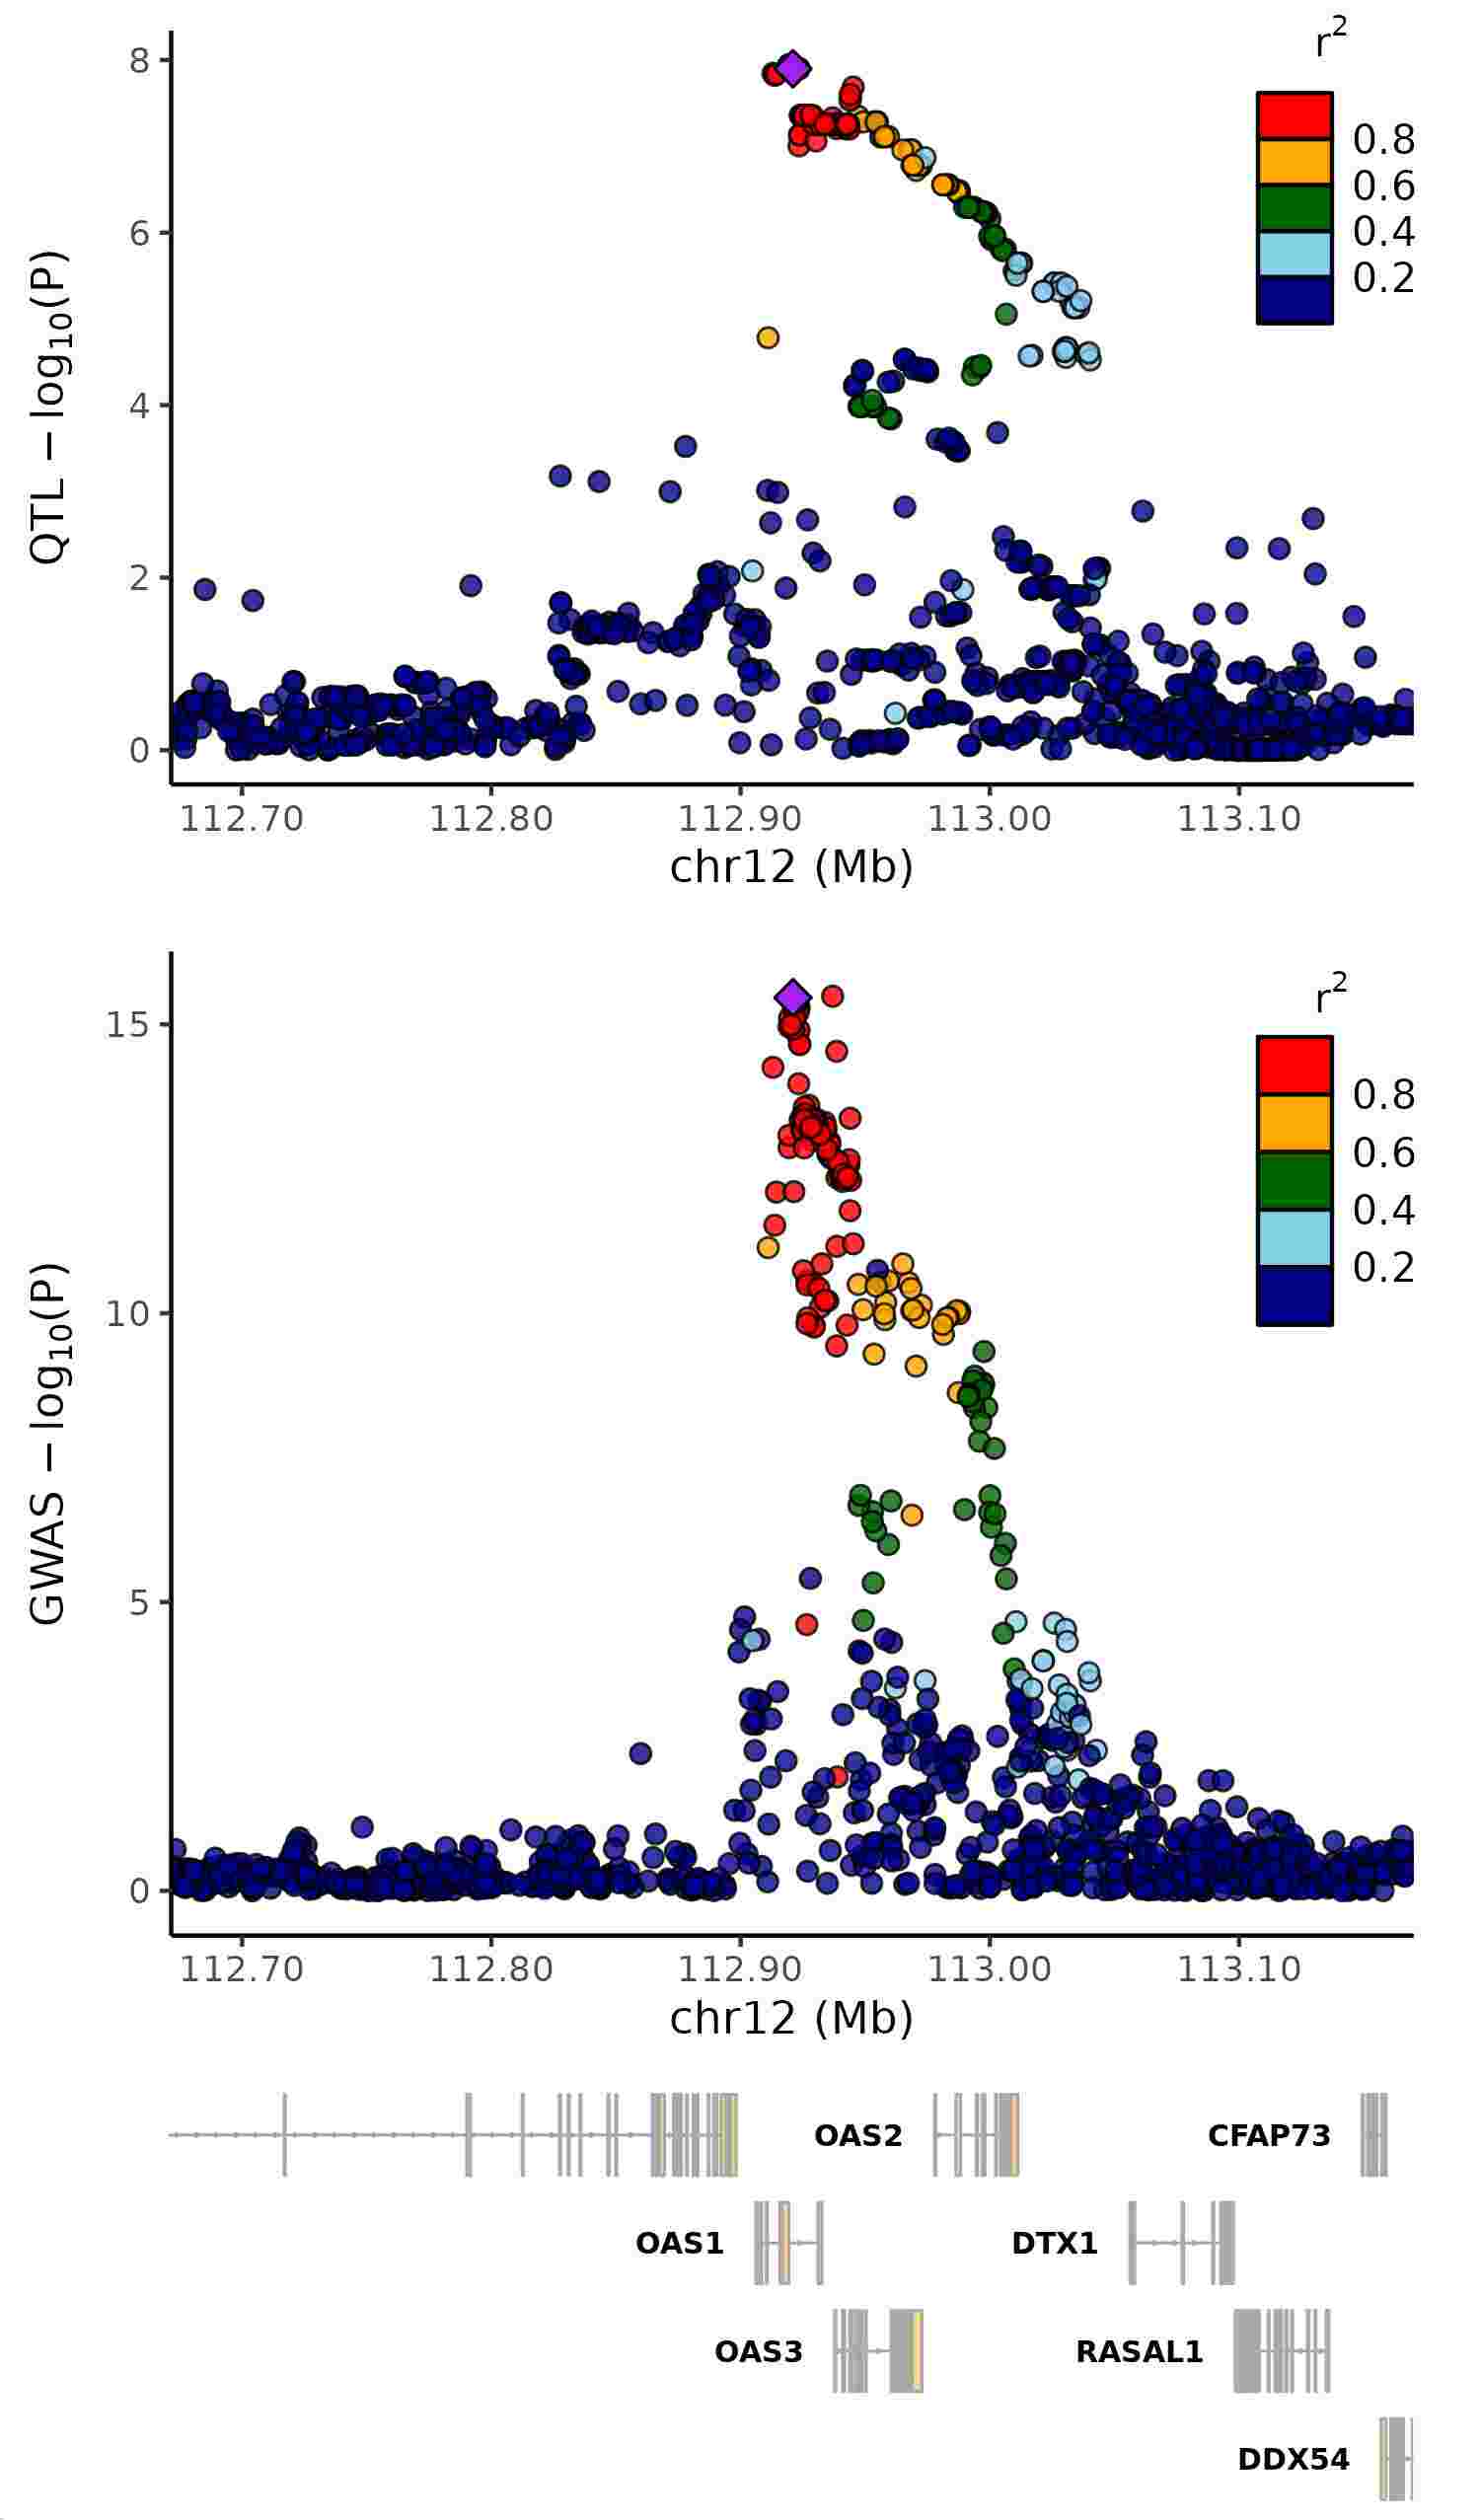 r2
8
6
4
2
0
QTL − log10(P)
0.8
0.6
0.4
0.2
112.70 112.80 112.90 113.00 113.10
chr12 (Mb)
r2
15
10
5
0
GWAS − log10(P)
0.8
0.6
0.4
0.2
112.70 112.80 112.90 113.00 113.10
chr12 (Mb)
OAS2 CFAP73
OAS1 DTX1
OAS3 RASAL1
DDX54